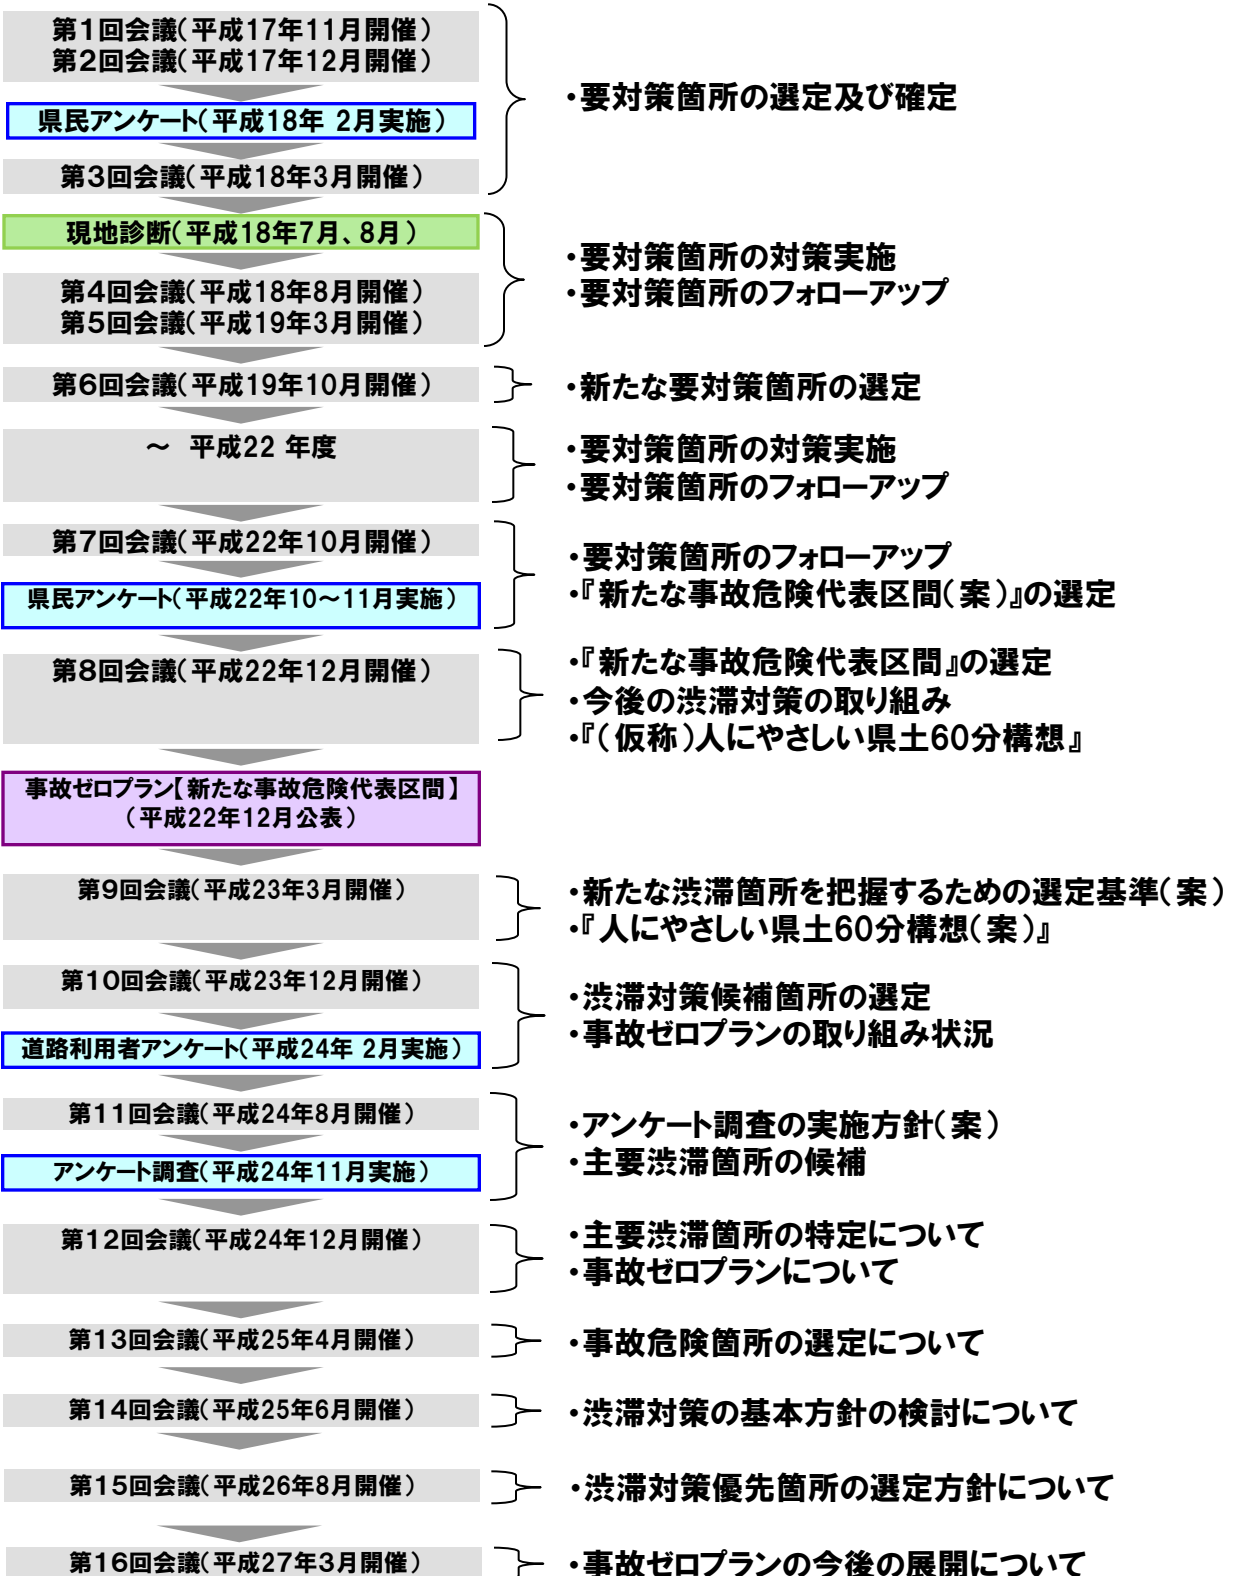 第1回会議(平成17年11月開催)
第2回会議(平成17年12月開催)
県民アンケート(平成18年 2月実施)
第3回会議(平成18年3月開催)
・要対策箇所の選定及び確定
現地診断(平成18年7月、8月)
第4回会議(平成18年8月開催)
第5回会議(平成19年3月開催)
・要対策箇所の対策実施
・要対策箇所のフォローアップ
第6回会議(平成19年10月開催)
・新たな要対策箇所の選定
～ 平成22 年度
・要対策箇所の対策実施
・要対策箇所のフォローアップ
第7回会議(平成22年10月開催)
県民アンケート(平成22年10～11月実施)
・要対策箇所のフォローアップ
・『新たな事故危険代表区間(案)』の選定
第8回会議(平成22年12月開催)
・『新たな事故危険代表区間』の選定
・今後の渋滞対策の取り組み
・『(仮称)人にやさしい県土60分構想』
事故ゼロプラン【新たな事故危険代表区間】
(平成22年12月公表)
第9回会議(平成23年3月開催)
・新たな渋滞箇所を把握するための選定基準(案)
・『人にやさしい県土60分構想(案)』
第10回会議(平成23年12月開催)
道路利用者アンケート(平成24年 2月実施)
・渋滞対策候補箇所の選定
・事故ゼロプランの取り組み状況
第11回会議(平成24年8月開催)
アンケート調査(平成24年11月実施)
・アンケート調査の実施方針(案)
・主要渋滞箇所の候補
第12回会議(平成24年12月開催)
・主要渋滞箇所の特定について
・事故ゼロプランについて
第13回会議(平成25年4月開催)
・事故危険箇所の選定について
第14回会議(平成25年6月開催)
・渋滞対策の基本方針の検討について
第15回会議(平成26年8月開催)
・渋滞対策優先箇所の選定方針について
第16回会議(平成27年3月開催)
・事故ゼロプランの今後の展開について